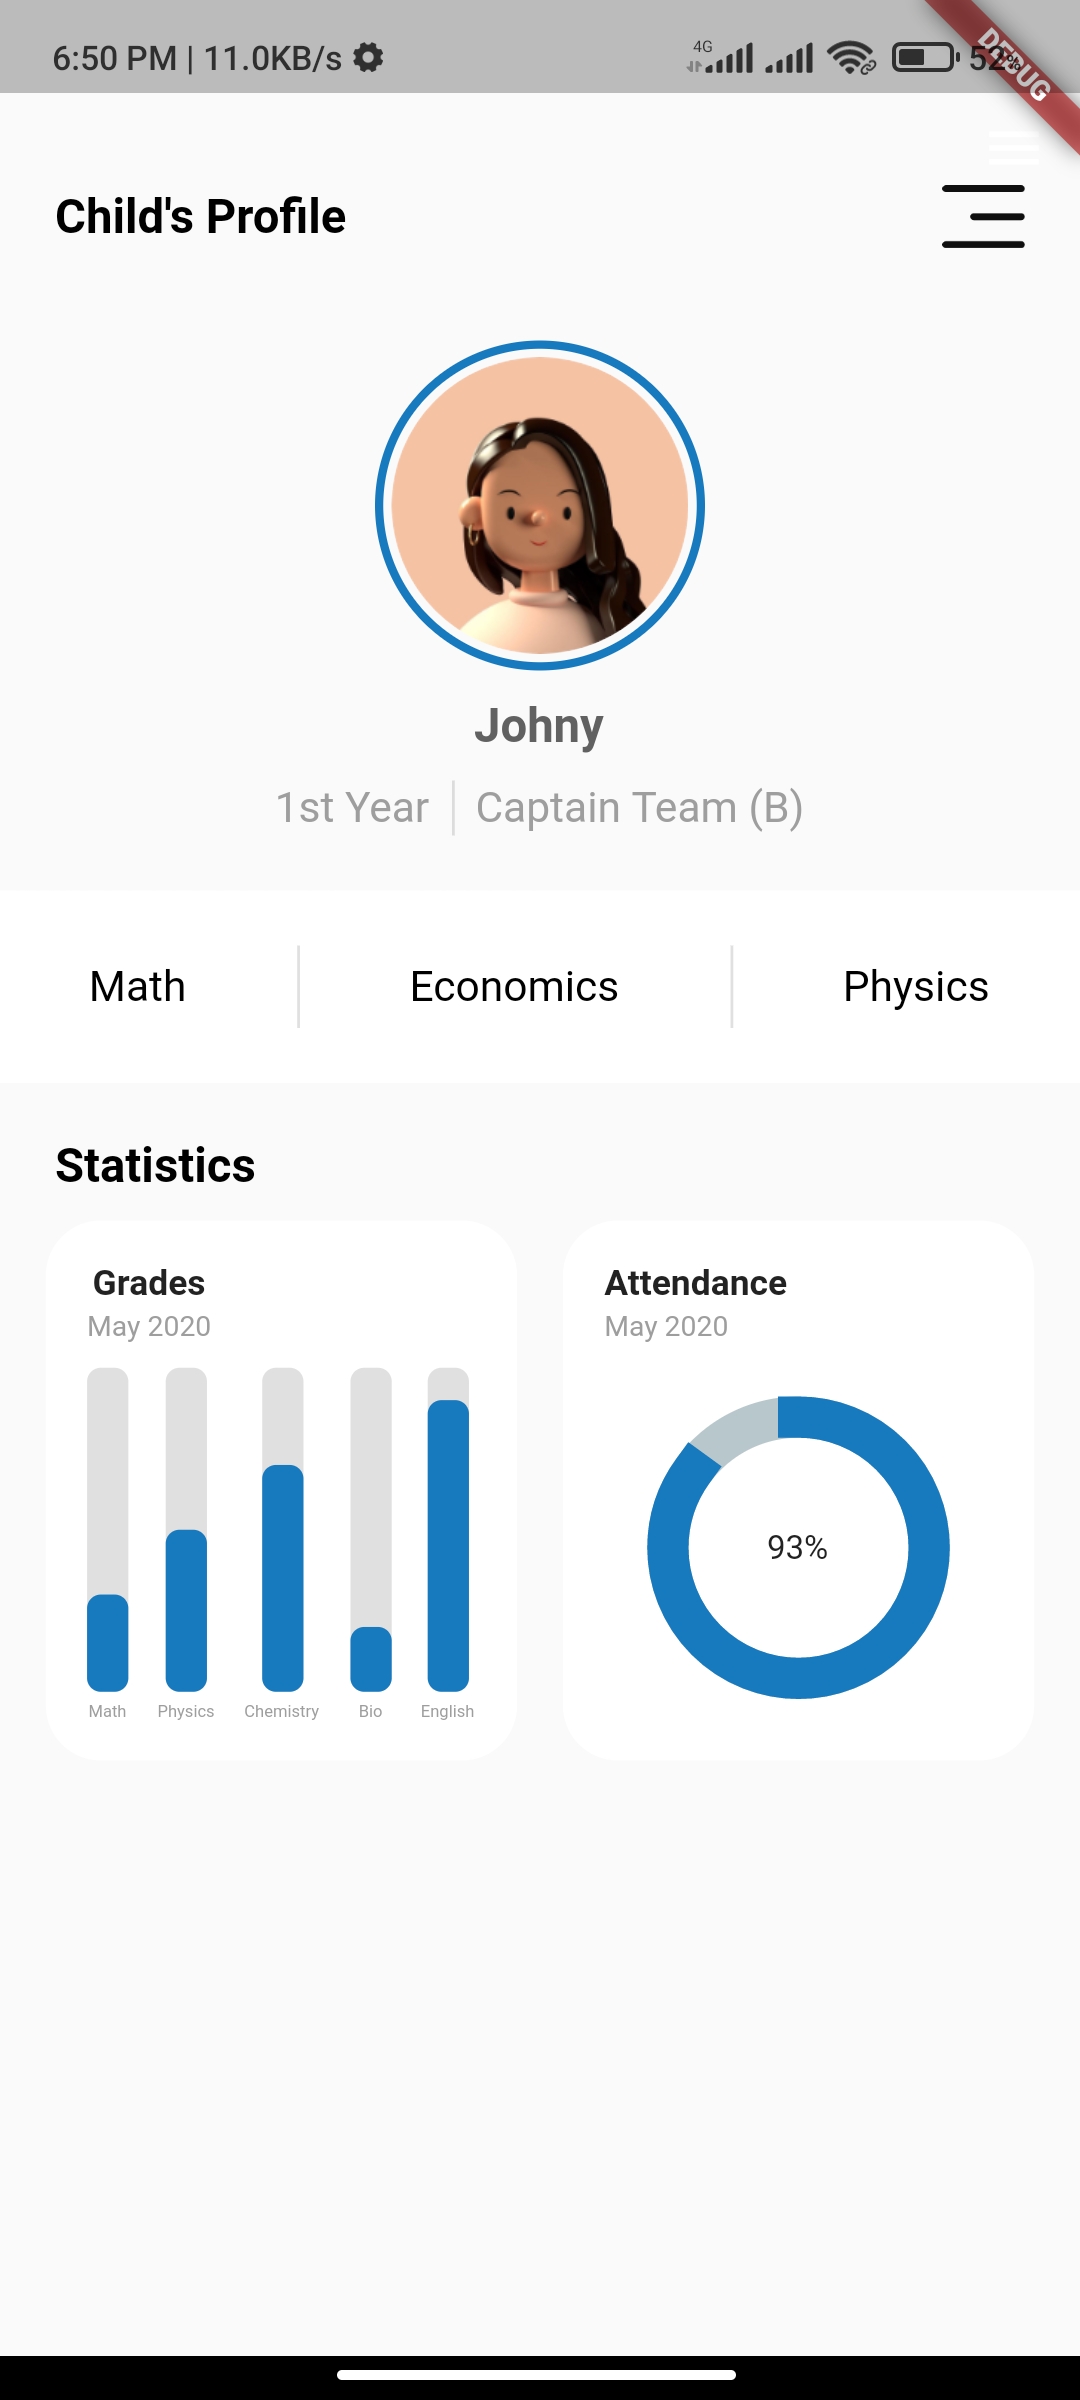 6:50 PM | 11.0KB/s
4G
DEBUG
Child's Profile
Johny
1st Year
Captain Team (B)
Math
Economics
Physics
Statistics
Grades
May 2020
Attendance
May 2020
93%
Math
Physics
Chemistry
Bio
English